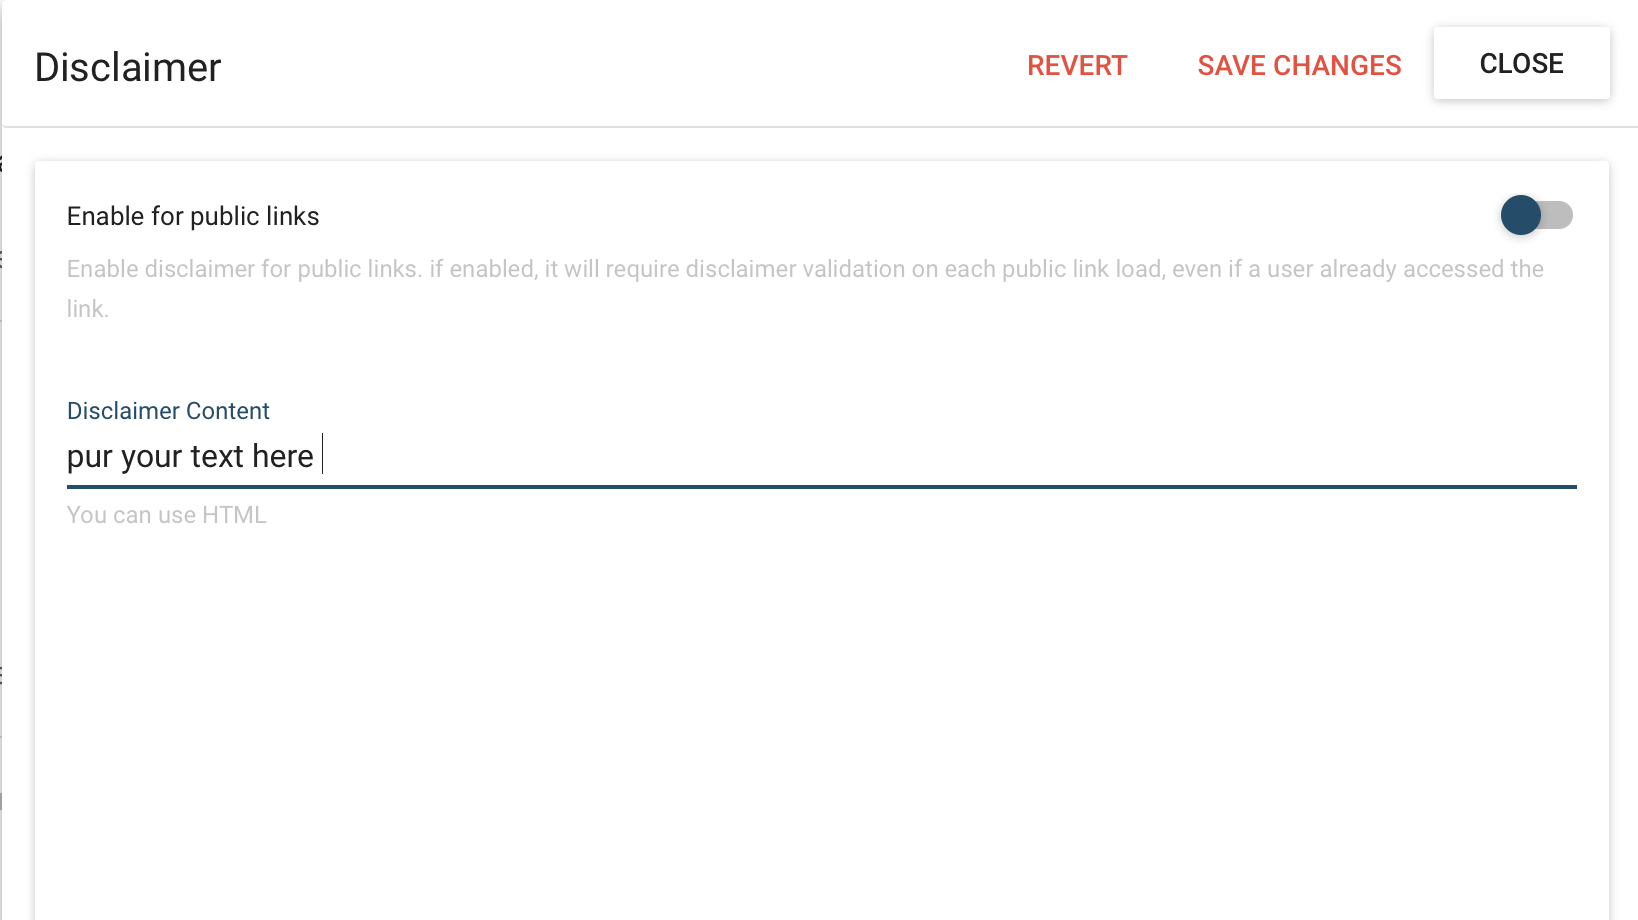 Disclaimer
REVERT
SAVE CHANGES
CLOSE
Enable for public links
Enable disclaimer for public links. if enabled, it will require disclaimer validation on each public link load, even if a user already accessed the
link.
Disclaimer Content
pur your text here
You can use HTML